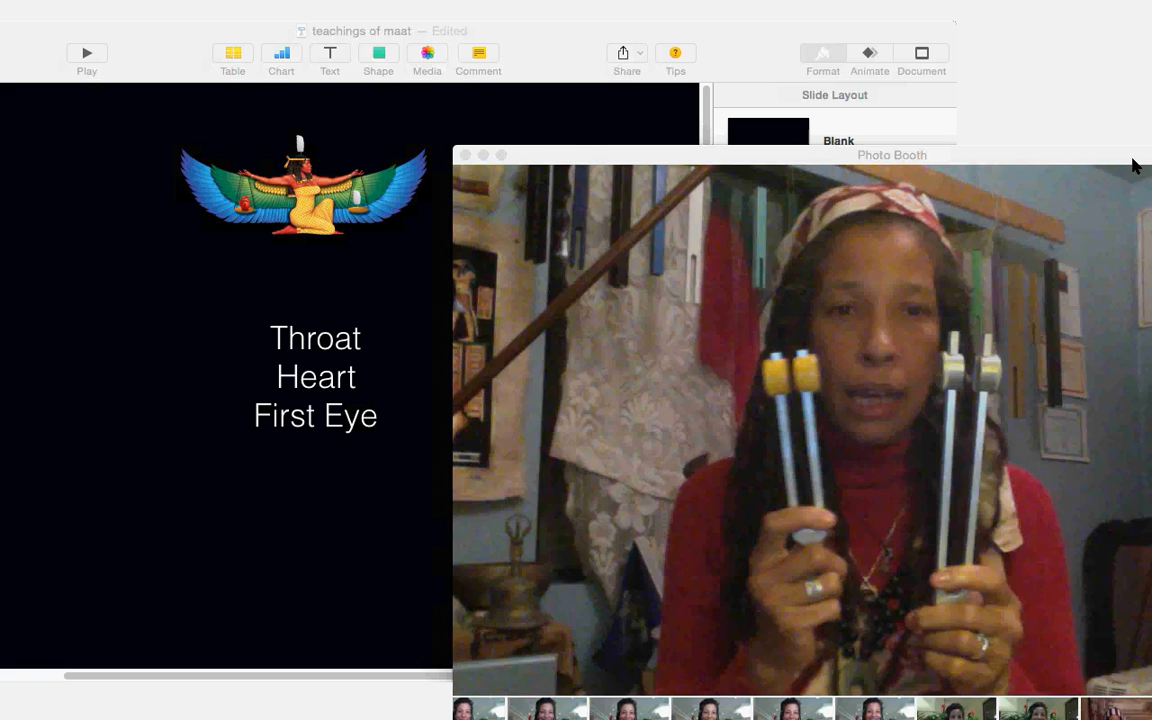 teachings of maat — Edited
Play
Table
Chart
Text
Shape
Media
Comment
Share
Tips
Format
Animate
Document
Slide Layout
Blank
Photo Booth
Throat
Heart
First Eye